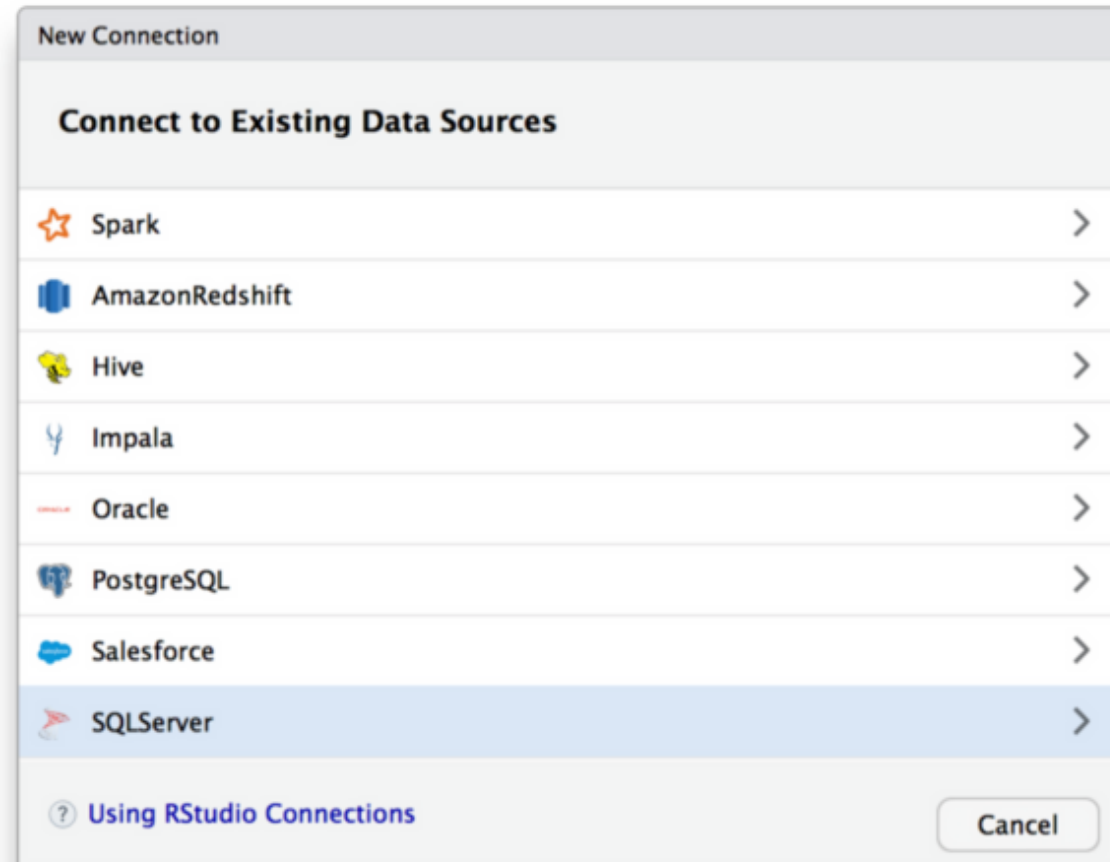 New Connection
Connect to Existing Data Sources
Spark
AmazonRedshift
Hive
Impala
ORACLE Oracle
PostgreSQL
Salesforce
SQLServer
? Using RStudio Connections
Cancel